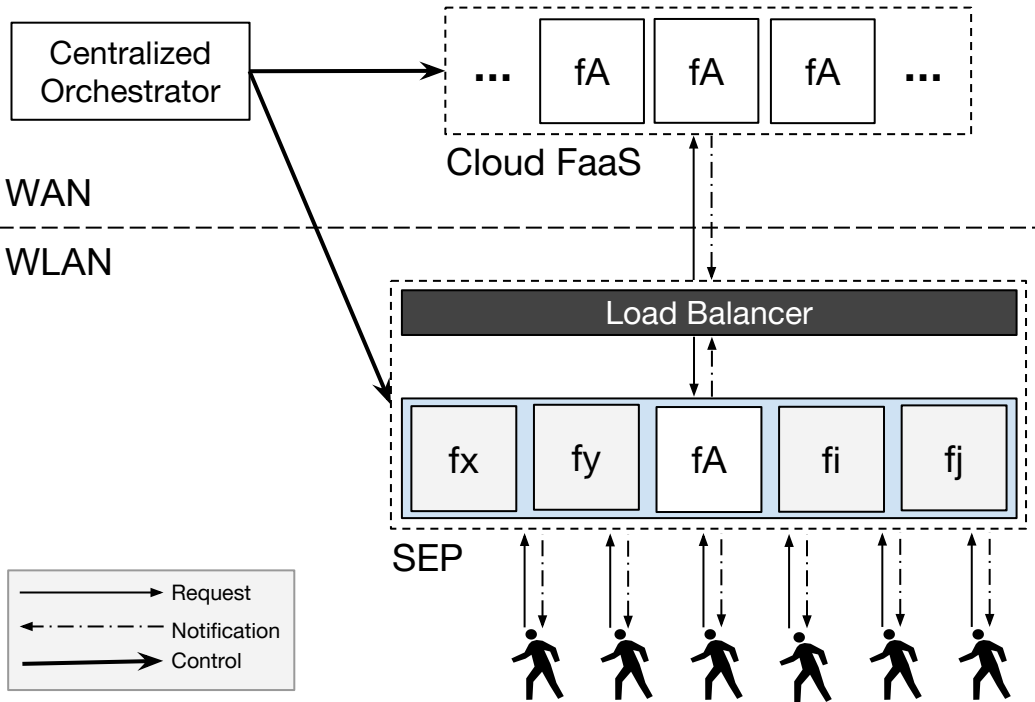 Centralized
Orchestrator
... fA fA fA ...
Cloud FaaS
WAN
WLAN
Load Balancer
fx fy fA fi fj
SEP
Request
Notification
Control